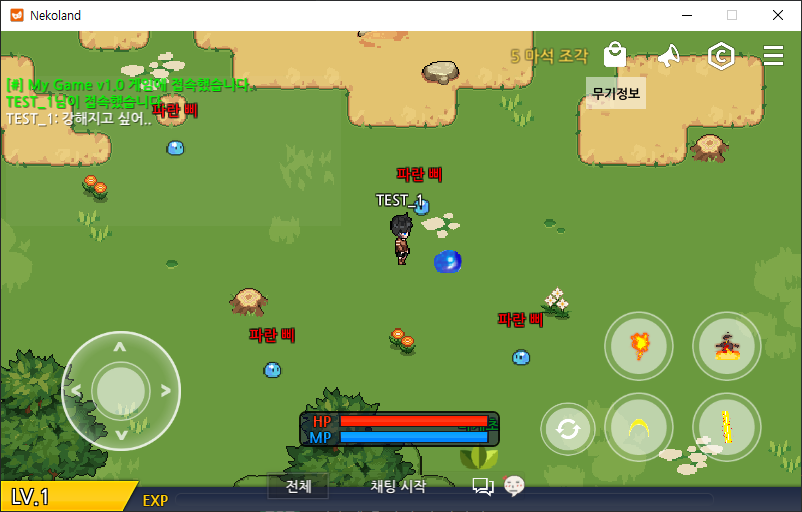 Nekoland
5 마석 조각
[#] My Game v1.0 게임에 접속했습니다.
TEST_1님이 접속했습니다.
TEST_1: 강해지고 싶어..
무기정보
파란 삐
파란 삐
TEST_1
파란 삐
파란 삐
HP
MP
LV.1
EXP
전체
채팅 시작